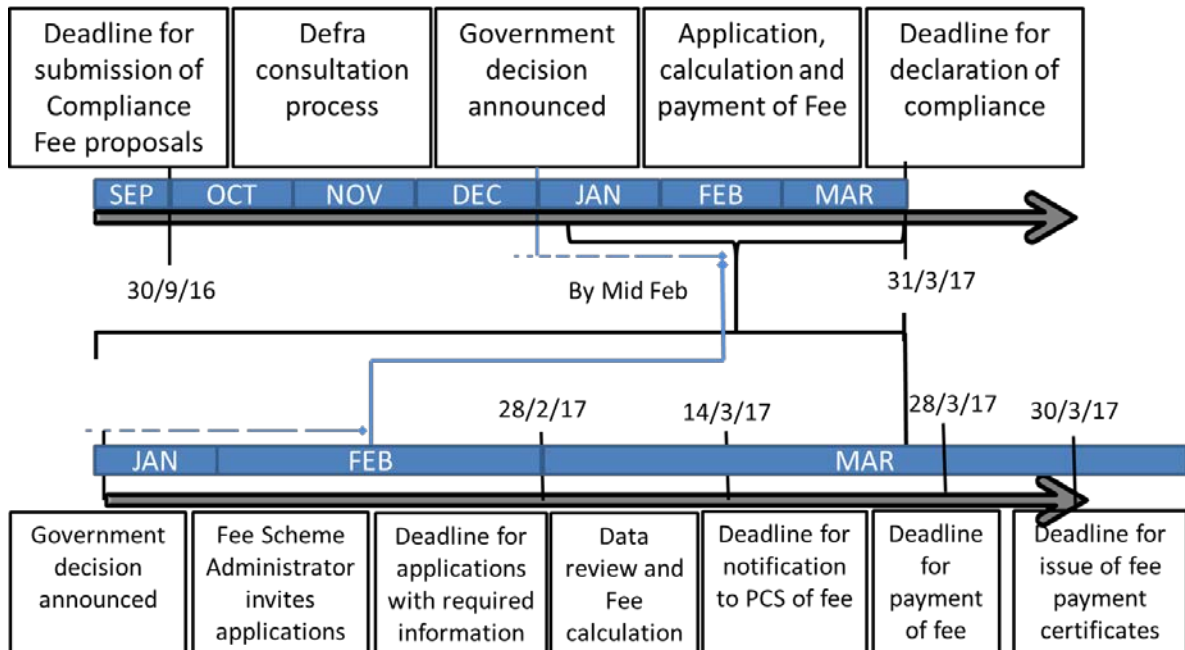 Deadline for
submission of
Compliance
Fee proposals
Defra
consultation
process
Government
decision
announced
Application,
calculation and
payment of Fee
Deadline for
declaration of
compliance
SEP
OCT
NOV
DEC
JAN
FEB
MAR
30/9/16
By Mid Feb
31/3/17
28/2/17
14/3/17
28/3/17
30/3/17
JAN
FEB
MAR
Government
decision
announced
Fee Scheme
Administrator
invites
applications
Deadline for
applications
with required
information
Data
review and
Fee
calculation
Deadline for
notification
to PCS of fee
Deadline
for
payment
of fee
Deadline for
issue of fee
payment
certificates